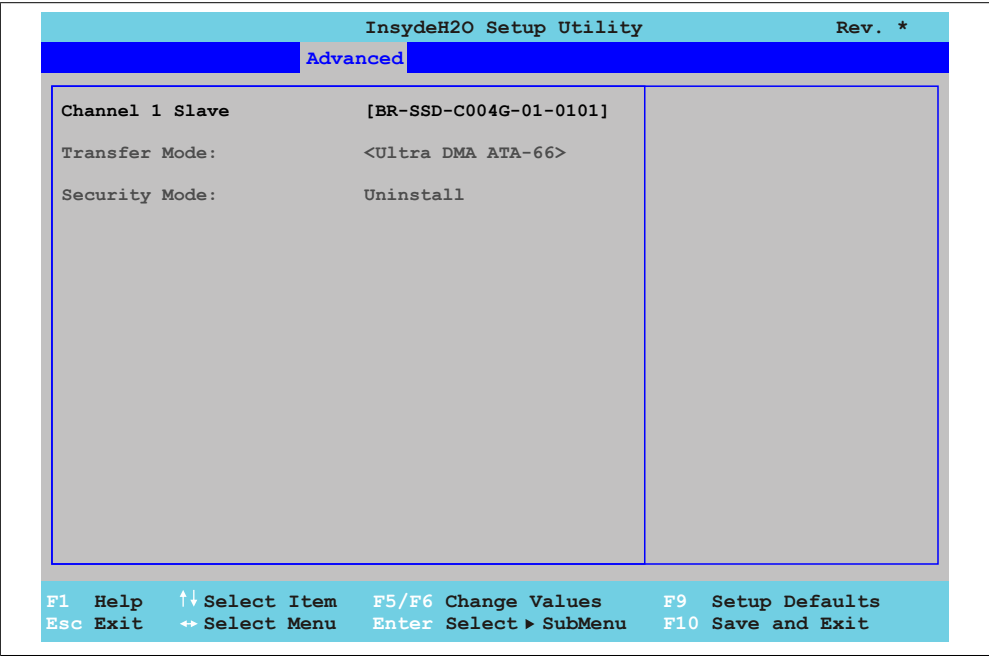 InsydeH2O Setup Utility Rev. *
Advanced
Channel 1 Slave [BR-SSD-C004G-01-0101]
Transfer Mode: <Ultra DMA ATA-66>
Security Mode: Uninstall
F1 Help ↑↓ Select Item F5/F6 Change Values F9 Setup Defaults
Esc Exit ↔ Select Menu Enter Select ▶ SubMenu F10 Save and Exit